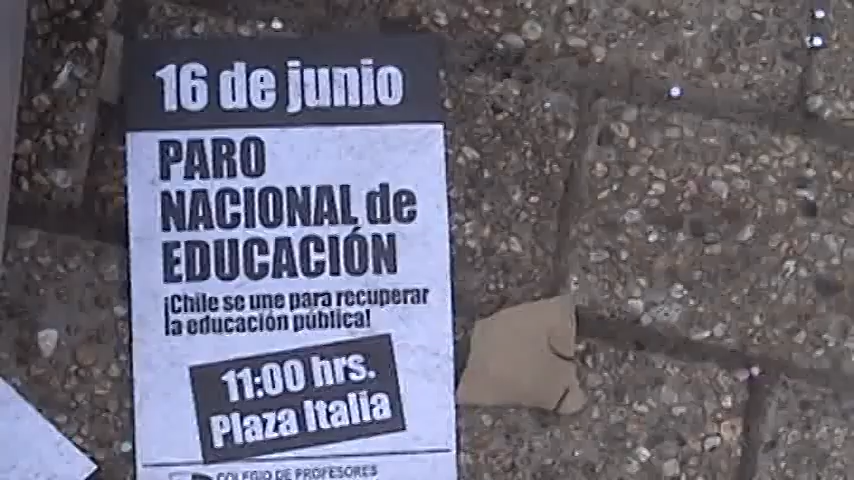 16 de junio
PARO
NACIONAL de
EDUCACIÓN
¡Chile se une para recuperar
la educación pública!
11:00 hrs.
Plaza Italia
COLEGIO DE PROFESORES